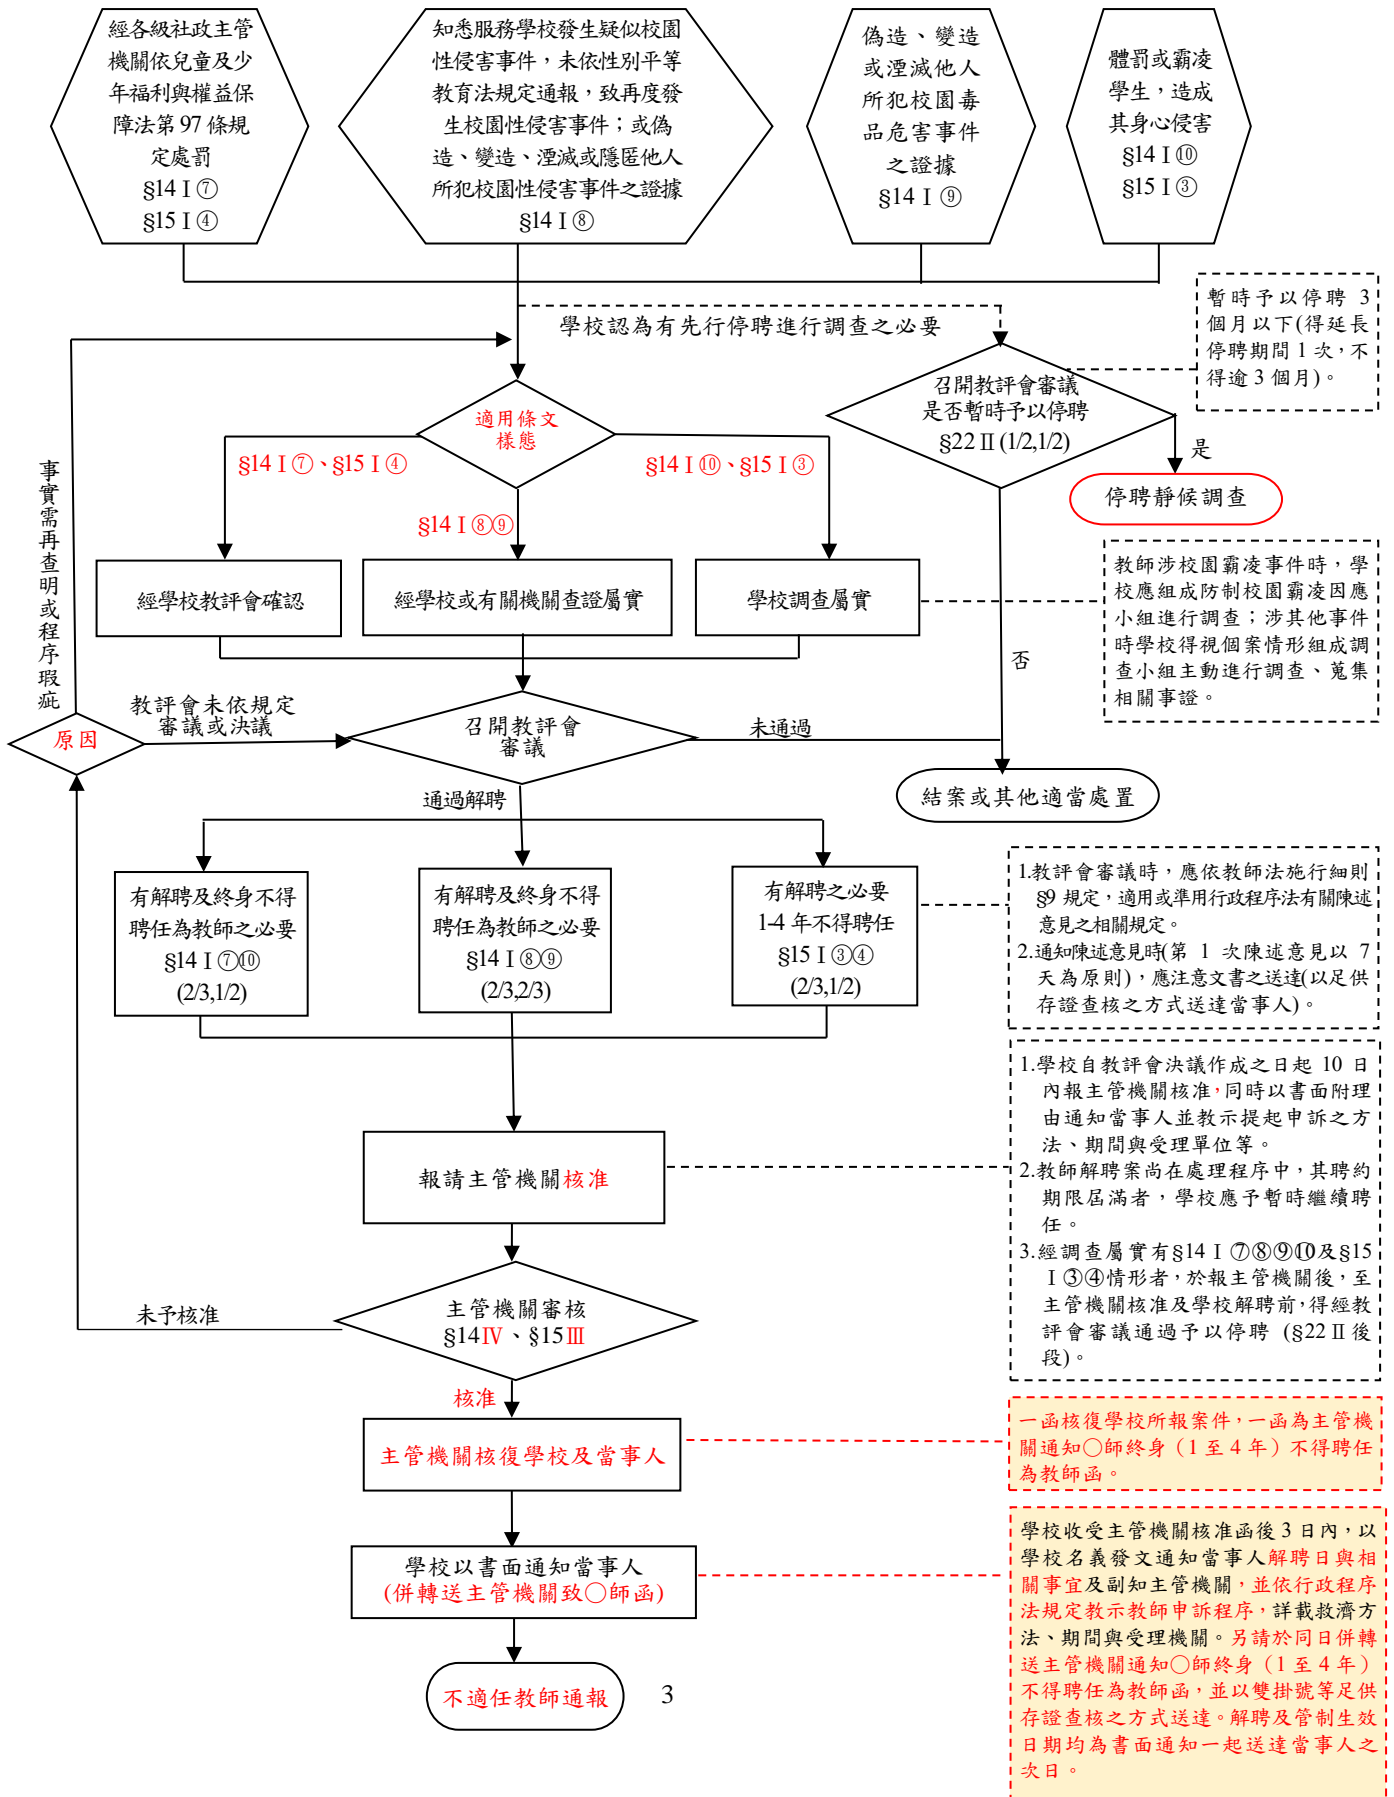 經各級社政主管
機關依兒童及少
年福利與權益保
障法第 97 條規
定處罰
§14Ⅰ⑦
§15Ⅰ④
知悉服務學校發生疑似校園
性侵害事件，未依性別平等
教育法規定通報，致再度發
生校園性侵害事件；或偽
造、變造、湮滅或隱匿他人
所犯校園性侵害事件之證據
§14Ⅰ⑧
偽造、變造
或湮滅他人
所犯校園毒
品危害事件
之證據
§14Ⅰ⑨
體罰或霸凌
學生，造成
其身心侵害
§14Ⅰ⑩
§15Ⅰ③
學校認為有先行停聘進行調查之必要
暫時予以停聘 3
個月以下(得延長
停聘期間 1 次，不
得逾 3 個月)。
召開教評會審議
是否暫時予以停聘
§22Ⅱ(1/2,1/2)
是
停聘靜候調查
適用條文
樣態
§14Ⅰ⑦、§15Ⅰ④
§14Ⅰ⑧⑨
§14Ⅰ⑩、§15Ⅰ③
事實需再查明或程序瑕疵
經學校教評會確認
經學校或有關機關查證屬實
學校調查屬實
教師涉校園霸凌事件時，學
校應組成防制校園霸凌因應
小組進行調查；涉其他事件
時學校得視個案情形組成調
查小組主動進行調查、蒐集
相關事證。
否
原因
教評會未依規定
審議或決議
召開教評會
審議
未通過
結案或其他適當處置
通過解聘
有解聘及終身不得
聘任為教師之必要
§14Ⅰ⑦⑩
(2/3,1/2)
有解聘及終身不得
聘任為教師之必要
§14Ⅰ⑧⑨
(2/3,2/3)
有解聘之必要
1-4 年不得聘任
§15Ⅰ③④
(2/3,1/2)
1.教評會審議時，應依教師法施行細則
§9 規定，適用或準用行政程序法有關陳述
意見之相關規定。
2.通知陳述意見時(第 1 次陳述意見以 7
天為原則)，應注意文書之送達(以足供
存證查核之方式送達當事人)。
1.學校自教評會決議作成之日起 10 日
內報主管機關核准，同時以書面附理
由通知當事人並教示提起申訴之方
法、期間與受理單位等。
2.教師解聘案尚在處理程序中，其聘約
期限屆滿者，學校應予暫時繼續聘
任。
3.經調查屬實有§14Ⅰ⑦⑧⑨⑩及§15
Ⅰ③④情形者，於報主管機關後，至
主管機關核准及學校解聘前，得經教
評會審議通過予以停聘 (§22Ⅱ後
段)。
報請主管機關核准
主管機關審核
§14Ⅳ、§15Ⅲ
未予核准
核准
主管機關核復學校及當事人
一函核復學校所報案件，一函為主管機
關通知○師終身（1 至 4 年）不得聘任
為教師函。
學校以書面通知當事人
(併轉送主管機關致○師函)
學校收受主管機關核准函後 3 日內，以
學校名義發文通知當事人解聘日與相
關事宜及副知主管機關，並依行政程序
法規定教示教師申訴程序，詳載救濟方
法、期間與受理機關。另請於同日併轉
送主管機關通知○師終身（1 至 4 年）
不得聘任為教師函，並以雙掛號等足供
存證查核之方式送達。解聘及管制生效
日期均為書面通知一起送達當事人之
次日。
不適任教師通報
3